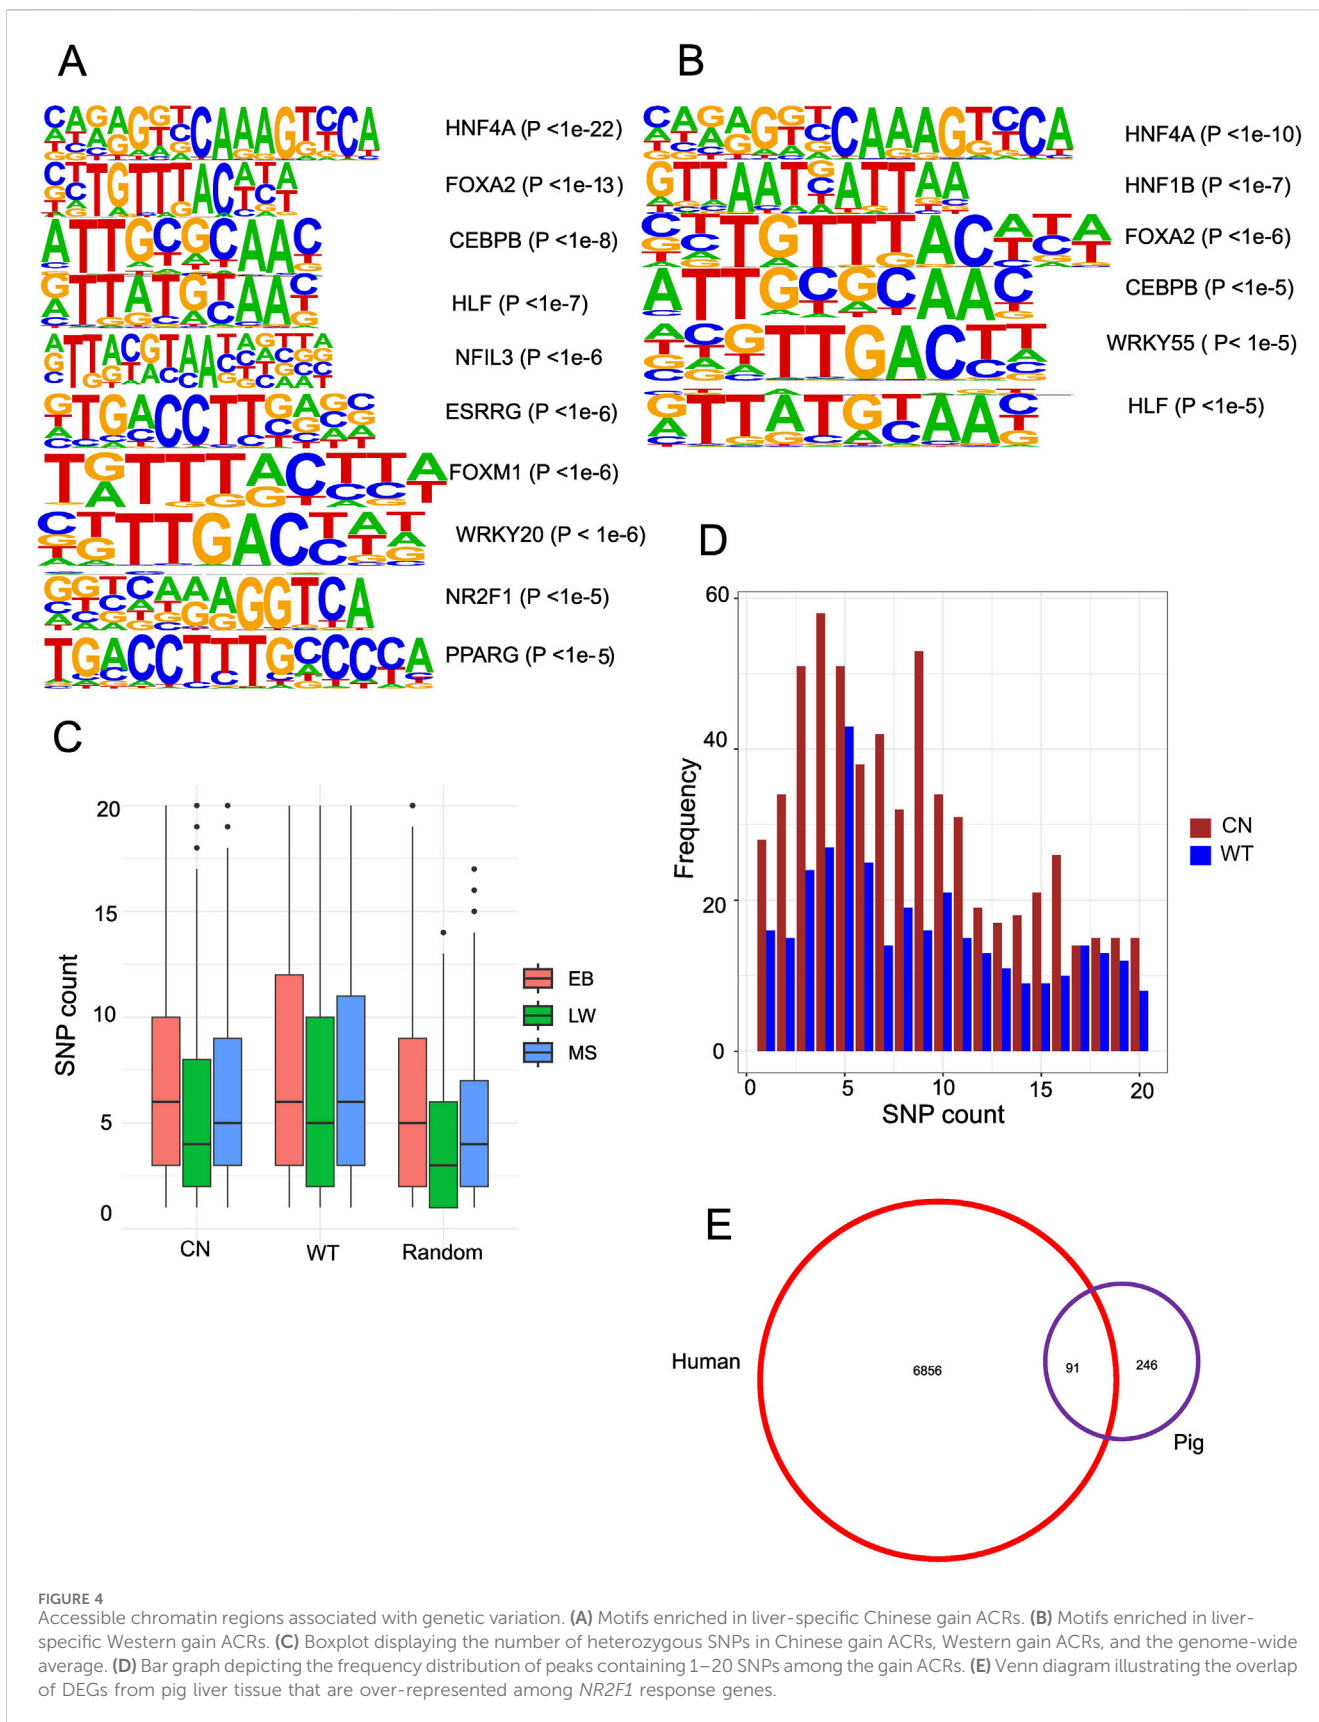 A
HNF4A (P <1e-22)
FOXA2 (P <1e-13)
CEBPB (P <1e-8)
HLF (P <1e-7)
NFIL3 (P <1e-6
ESRRG (P <1e-6)
FOXM1 (P <1e-6)
WRKY20 (P < 1e-6)
NR2F1 (P <1e-5)
PPARG (P <1e-5)
B
HNF4A (P <1e-10)
HNF1B (P <1e-7)
FOXA2 (P <1e-6)
CEBPB (P <1e-5)
WRKY55 ( P< 1e-5)
HLF (P <1e-5)
C
SNP count
20
15
10
5
0
CN
WT
Random
EB
LW
MS
D
Frequency
60
40
20
0
0
5
10
15
20
SNP count
CN
WT
E
Human
6856
91
246
Pig
FIGURE 4
Accessible chromatin regions associated with genetic variation. (A) Motifs enriched in liver-specific Chinese gain ACRs. (B) Motifs enriched in liver-
specific Western gain ACRs. (C) Boxplot displaying the number of heterozygous SNPs in Chinese gain ACRs, Western gain ACRs, and the genome-wide
average. (D) Bar graph depicting the frequency distribution of peaks containing 1–20 SNPs among the gain ACRs. (E) Venn diagram illustrating the overlap
of DEGs from pig liver tissue that are over-represented among NR2F1 response genes.